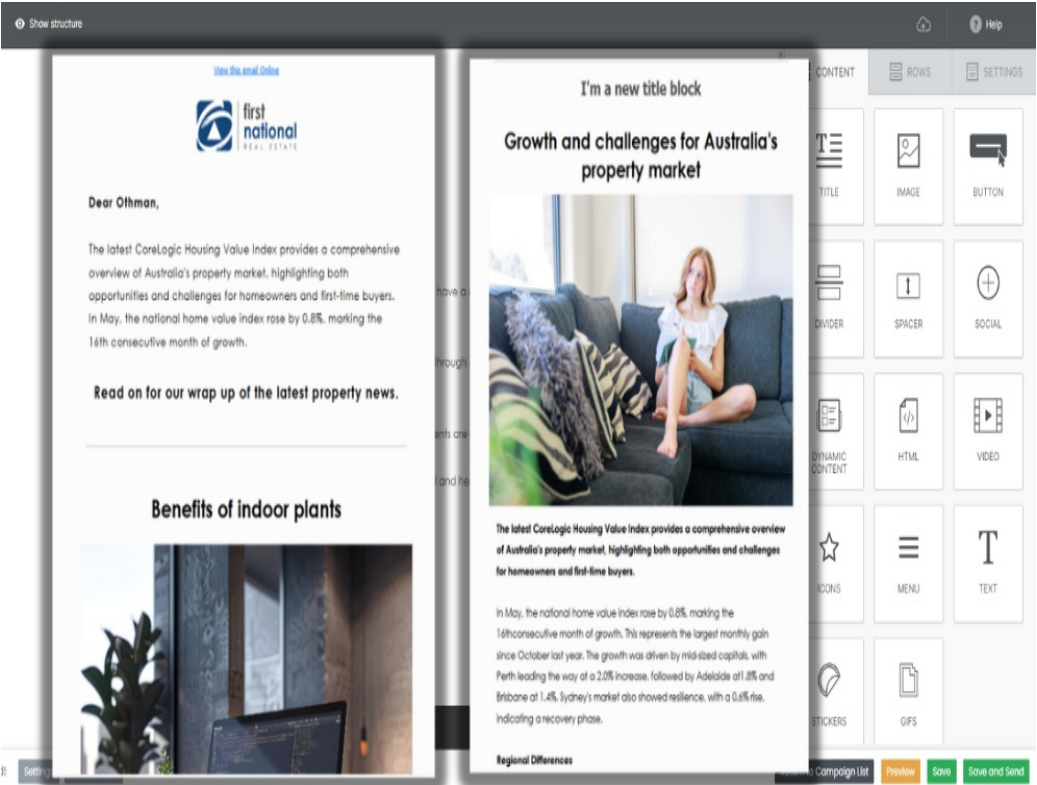 Show structure
Help
View this email Online
first
national
REAL ESTATE
Dear Othman,
The latest CoreLogic Housing Value Index provides a comprehensive
overview of Australia's property market, highlighting both
opportunities and challenges for homeowners and first-time buyers.
In May, the national home value index rose by 0.8%, marking the
16th consecutive month of growth.
Read on for our wrap up of the latest property news.
Benefits of indoor plants
have a
through
ents are
and he
I'm a new title block
Growth and challenges for Australia's
property market
The latest CoreLogic Housing Value Index provides a comprehensive overview
of Australia's property market, highlighting both opportunities and challenges
for homeowners and first-time buyers.
In May, the national home value index rose by 0.8%, marking the
16thconsecutive month of growth. This represents the largest monthly gain
since October last year. The growth was driven by mid-sized capitals, with
Perth leading the way at a 2.0% increase, followed by Adelaide at1.8% and
Brisbane at 1.4%. Sydney's market also showed resilience, with a 0.6% rise,
indicating a recovery phase.
Regional Differences
CONTENT
ROWS
SETTINGS
TITLE
IMAGE
BUTTON
DIVIDER
SPACER
SOCIAL
DYNAMIC
CONTENT
HTML
VIDEO
ICONS
MENU
TEXT
STICKERS
GIFS
Setting
to Campaign List
Preview
Save
Save and Send